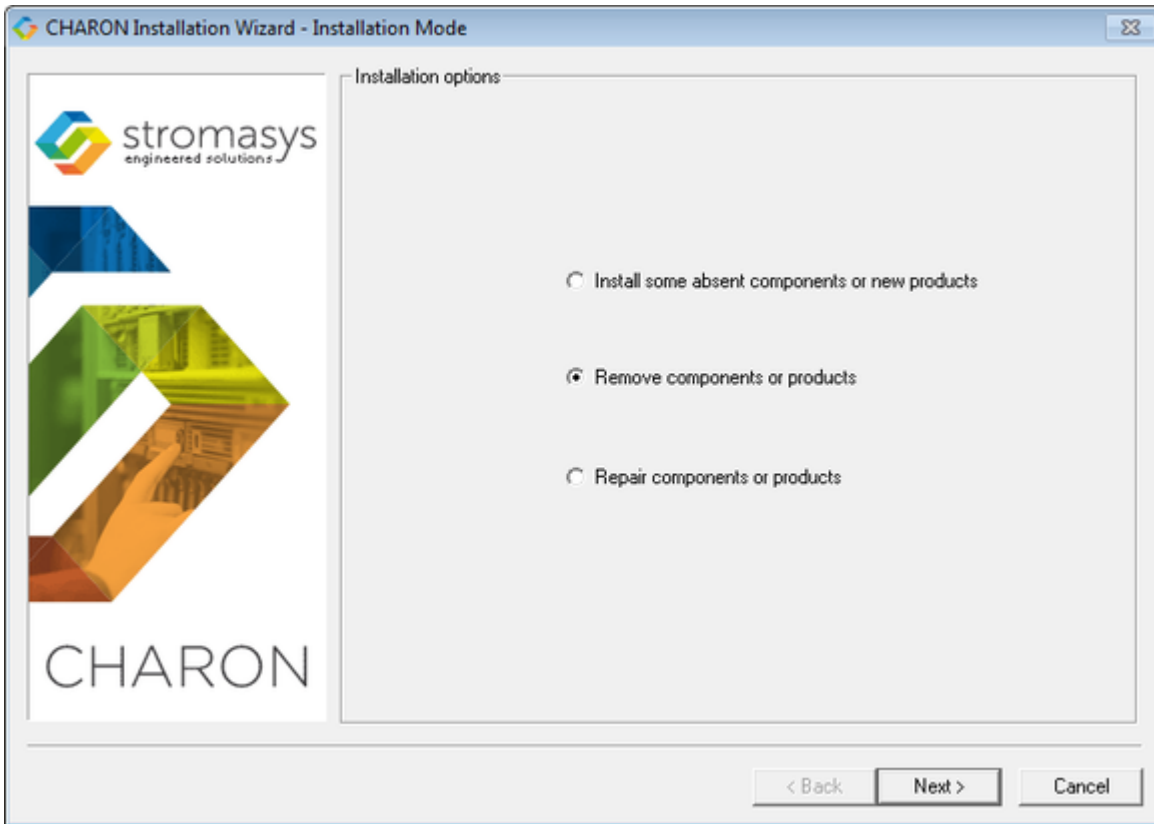 CHARON Installation Wizard - Installation Mode
Installation options
stromasys
engineered solutions
Install some absent components or new products
Remove components or products
Repair components or products
CHARON
< Back
Next >
Cancel